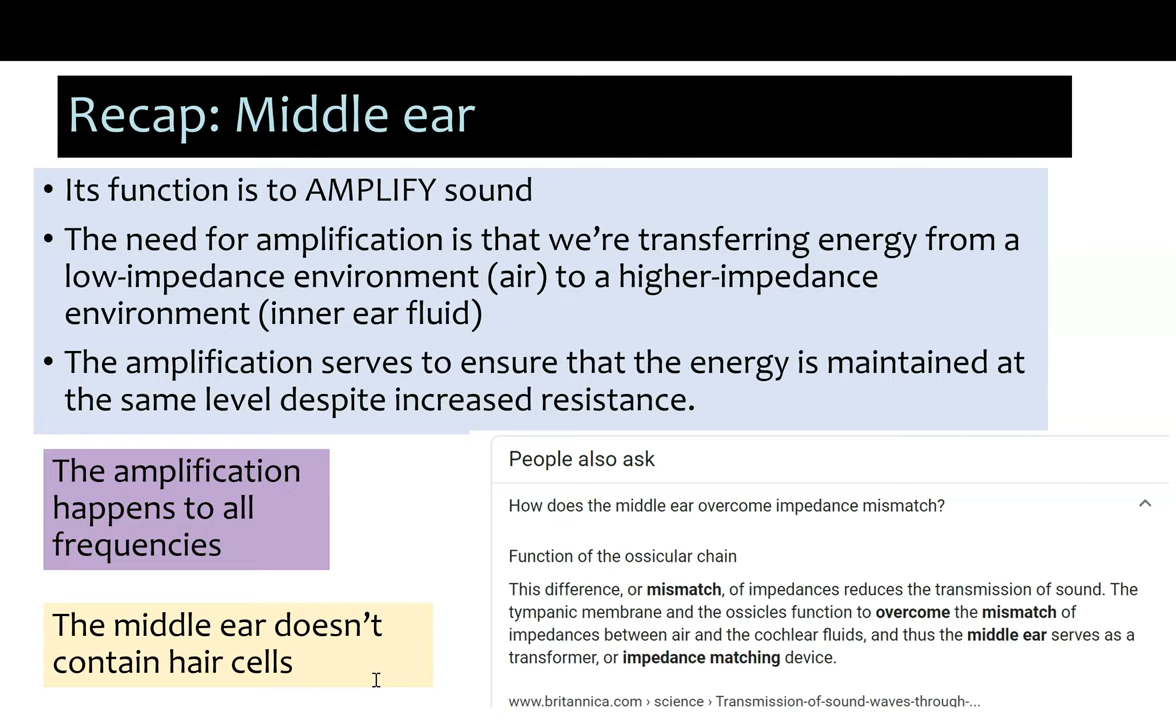 Recap: Middle ear
• Its function is to AMPLIFY sound
• The need for amplification is that we’re transferring energy from a
low-impedance environment (air) to a higher-impedance
environment (inner ear fluid)
• The amplification serves to ensure that the energy is maintained at
the same level despite increased resistance.
The amplification
happens to all
frequencies
The middle ear doesn’t
contain hair cells
People also ask
How does the middle ear overcome impedance mismatch?
Function of the ossicular chain
This difference, or mismatch, of impedances reduces the transmission of sound. The
tympanic membrane and the ossicles function to overcome the mismatch of
impedances between air and the cochlear fluids, and thus the middle ear serves as a
transformer, or impedance matching device.
www.britannica.com › science › Transmission-of-sound-waves-through-...